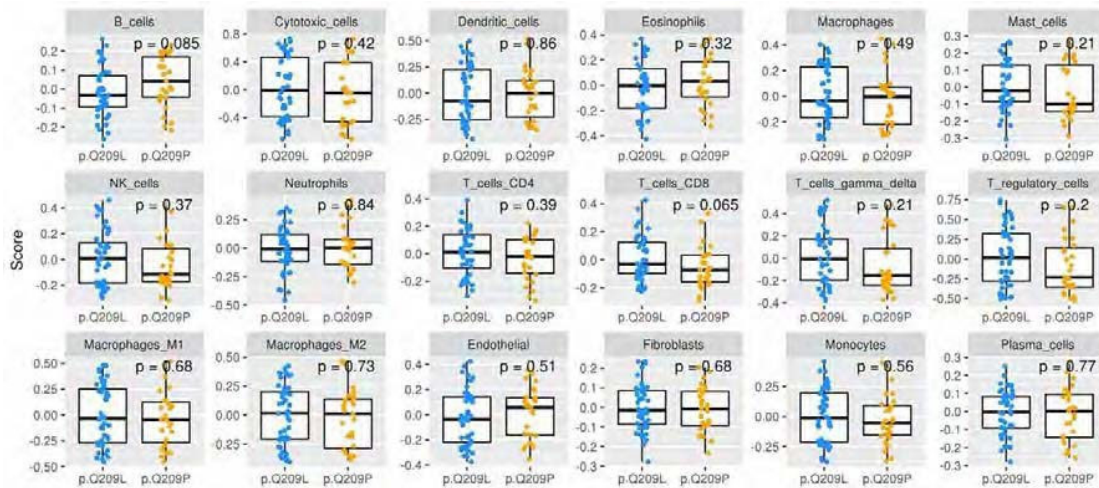 B_cells Cytotoxic_cells Dendritic_cells Eosinophils Macrophages Mast_cells
p = 0.085 p = 0.42 p = 0.86 p = 0.32 p = 0.49 p = 0.21
0.2 0.8 0.50 0.4 0.4 0.3
0.1 0.4 0.25 0.2 0.2 0.2
0.0 0.0 0.00 0.0 0.0 0.1
-0.1 -0.4 -0.25 -0.2 -0.2 0.0
-0.2 -0.4 0.1
0.2
0.3
p.Q209L p.Q209P p.Q209L p.Q209P p.Q209L p.Q209P p.Q209L p.Q209P p.Q209L p.Q209P p.Q209L p.Q209P
NK_cells Neutrophils T_cells_CD4 T_cells_CD8 T_cells_gamma_delta T_regulatory_cells
p = 0.37 p = 0.84 p = 0.39 p = 0.065 p = 0.21 p = 0.2
0.4 0.25 0.4 0.4 0.4 0.75
0.2 0.00 0.2 0.2 0.2 0.50
0.0 -0.25 0.0 0.0 0.0 0.25
-0.2 -0.50 -0.2 -0.2 -0.2 0.00
-0.4 -0.25
-0.50
p.Q209L p.Q209P p.Q209L p.Q209P p.Q209L p.Q209P p.Q209L p.Q209P p.Q209L p.Q209P p.Q209L p.Q209P
Score
Macrophages_M1 Macrophages_M2 Endothelial Fibroblasts Monocytes Plasma_cells
p = 0.68 p = 0.73 p = 0.51 p = 0.68 p = 0.56 p = 0.77
0.50 0.50 0.4 0.2 0.25 0.3
0.25 0.25 0.2 0.1 0.00 0.2
0.00 0.00 0.0 0.0 -0.25 0.1
-0.25 -0.25 -0.2 -0.1 0.0
-0.50 -0.4 -0.2 -0.1
-0.3 -0.2
-0.3
p.Q209L p.Q209P p.Q209L p.Q209P p.Q209L p.Q209P p.Q209L p.Q209P p.Q209L p.Q209P p.Q209L p.Q209P